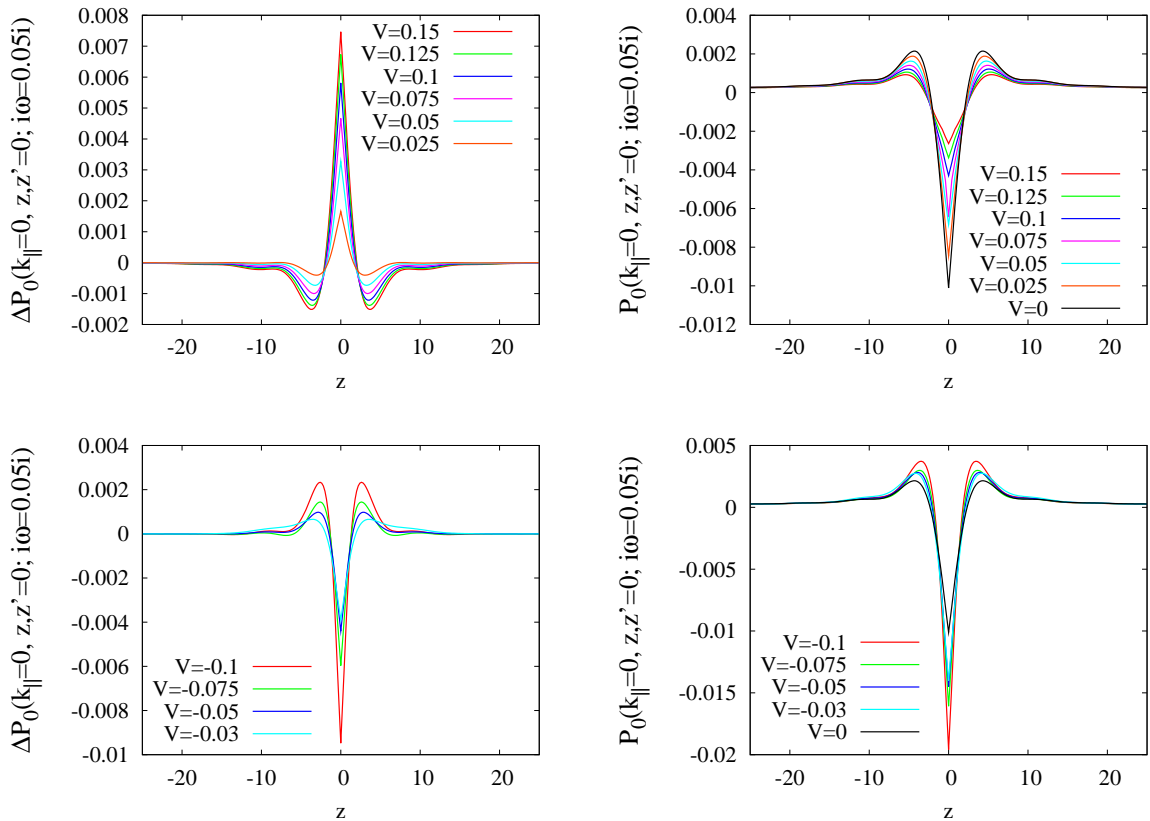 ΔP₀(k||=0, z,z'=0; iω=0.05i)
0.008
0.007
0.006
0.005
0.004
0.003
0.002
0.001
0
-0.001
-0.002
V=0.15
V=0.125
V=0.1
V=0.075
V=0.05
V=0.025
-20
-10
0
10
20
z
P₀(k||=0, z,z'=0; iω=0.05i)
0.004
0.002
0
-0.002
-0.004
-0.006
-0.008
-0.01
-0.012
V=0.15
V=0.125
V=0.1
V=0.075
V=0.05
V=0.025
V=0
-20
-10
0
10
20
z
ΔP₀(k||=0, z,z'=0; iω=0.05i)
0.004
0.002
0
-0.002
-0.004
-0.006
-0.008
-0.01
V=-0.1
V=-0.075
V=-0.05
V=-0.03
-20
-10
0
10
20
z
P₀(k||=0, z,z'=0; iω=0.05i)
0.005
0
-0.005
-0.01
-0.015
-0.02
V=-0.1
V=-0.075
V=-0.05
V=-0.03
V=0
-20
-10
0
10
20
z